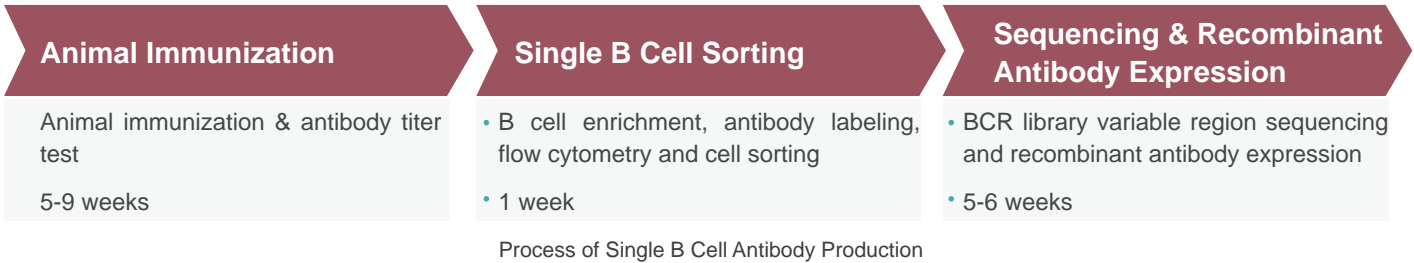 Animal Immunization
Animal immunization & antibody titer
test
5-9 weeks
Single B Cell Sorting
• B cell enrichment, antibody labeling,
flow cytometry and cell sorting
• 1 week
Sequencing & Recombinant
Antibody Expression
• BCR library variable region sequencing
and recombinant antibody expression
• 5-6 weeks
Process of Single B Cell Antibody Production